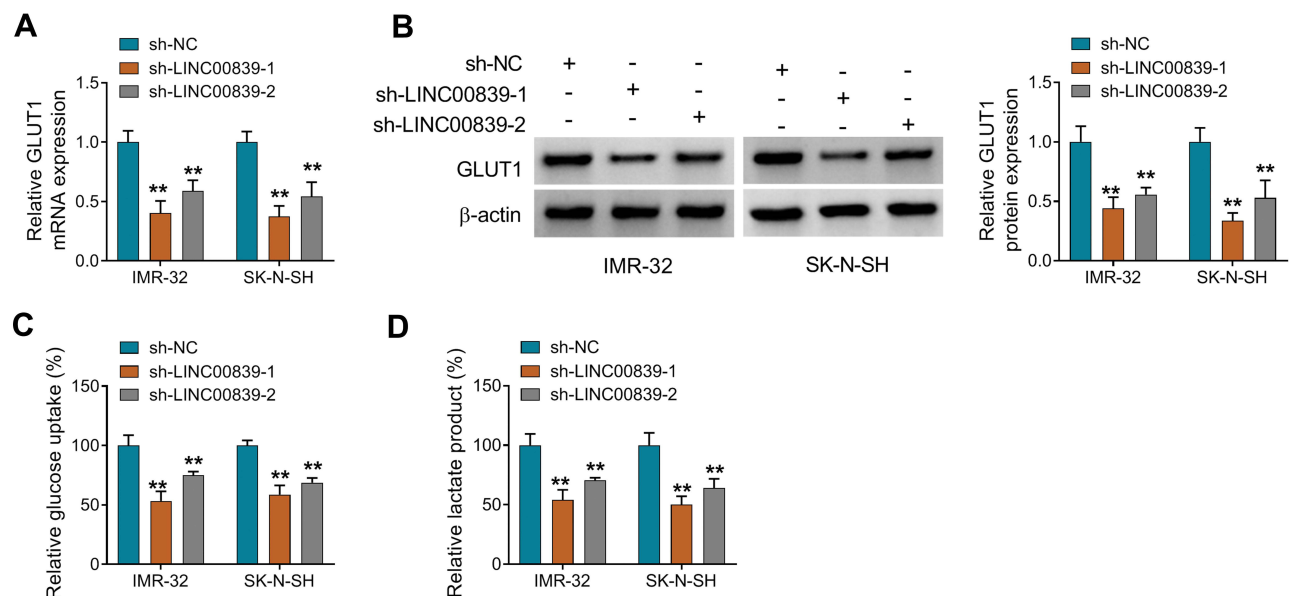 A
sh-NC
sh-LINC00839-1
sh-LINC00839-2
Relative GLUT1
mRNA expression
1.5
1.0
0.5
0.0
** ** ** **
IMR-32 SK-N-SH
B
sh-NC + - - + - -
sh-LINC00839-1 - + - - + -
sh-LINC00839-2 - - + - - +
GLUT1
β-actin
IMR-32 SK-N-SH
sh-NC
sh-LINC00839-1
sh-LINC00839-2
Relative GLUT1
protein expression
1.5
1.0
0.5
0.0
** ** ** **
IMR-32 SK-N-SH
C
sh-NC
sh-LINC00839-1
sh-LINC00839-2
Relative glucose uptake (%)
150
100
50
0
** ** ** **
IMR-32 SK-N-SH
D
sh-NC
sh-LINC00839-1
sh-LINC00839-2
Relative lactate product (%)
150
100
50
0
** ** ** **
IMR-32 SK-N-SH